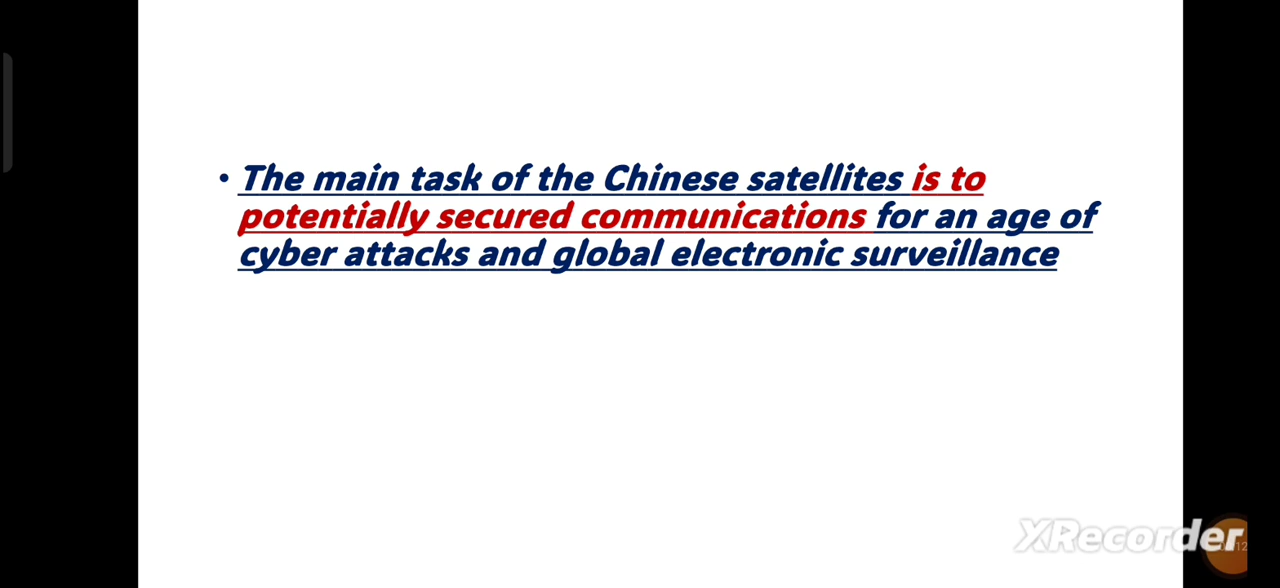 • The main task of the Chinese satellites is to
potentially secured communications for an age of
cyber attacks and global electronic surveillance
XRecorder